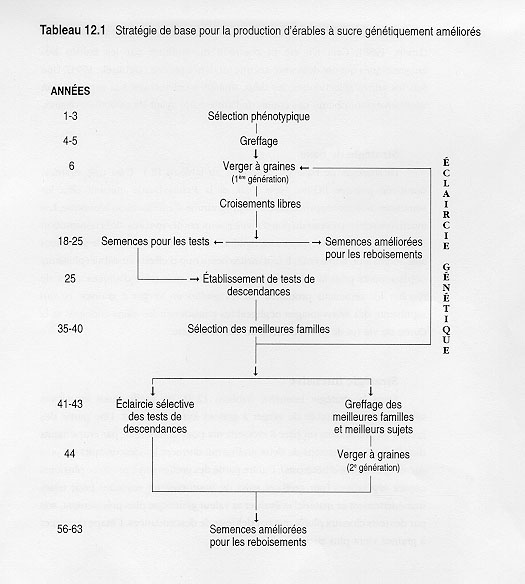 Tableau 12.1 Stratégie de base pour la production d'érables à sucre génétiquement améliorés
ANNÉES
1-3 Sélection phénotypique
4-5 Greffage
6 Verger à graines
(1ère génération)
Croisements libres
18-25 Semences pour les tests Semences améliorées
pour les reboisements
25 Établissement de tests de
descendances
35-40 Sélection des meilleures familles
ÉCLAIRCIE GÉNÉTIQUE
41-43 Éclaircie sélective Greffage des
des tests de meilleures familles
descendances et meilleurs sujets
44 Verger à graines
(2e génération)
56-63 Semences améliorées
pour les reboisements